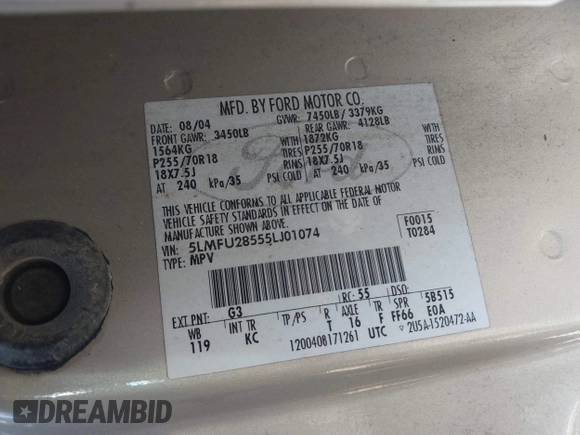 MFD. BY FORD MOTOR CO.
DATE: 08/04 GVWR: 7450LB/ 3379KG
FRONT GAWR: 3450LB REAR GAWR: 4128LB
1564KG WITH 1872KG WITH
P255/70R18 TIRES P255/70R18 TIRES
18X7.5J RIMS 18X7.5J RIMS
AT 240 kPa/35 PSI COLD AT 240 kPa/35 PSI COLD
THIS VEHICLE CONFORMS TO ALL APPLICABLE FEDERAL MOTOR
VEHICLE SAFETY STANDARDS IN EFFECT ON THE DATE OF
MANUFACTURE SHOWN ABOVE.
VIN: 5LMFU28555LJ01074 F0015
TYPE: MPV T0284
EXT PNT: G3 RC: 55 DSO:
WB INT TR TP/PS R AXLE TR SPR 5B515
119 KC T 16 F FF66 E0A
1200408171261 UTC 2U5A-1520472-AA
Ford
DREAMBID